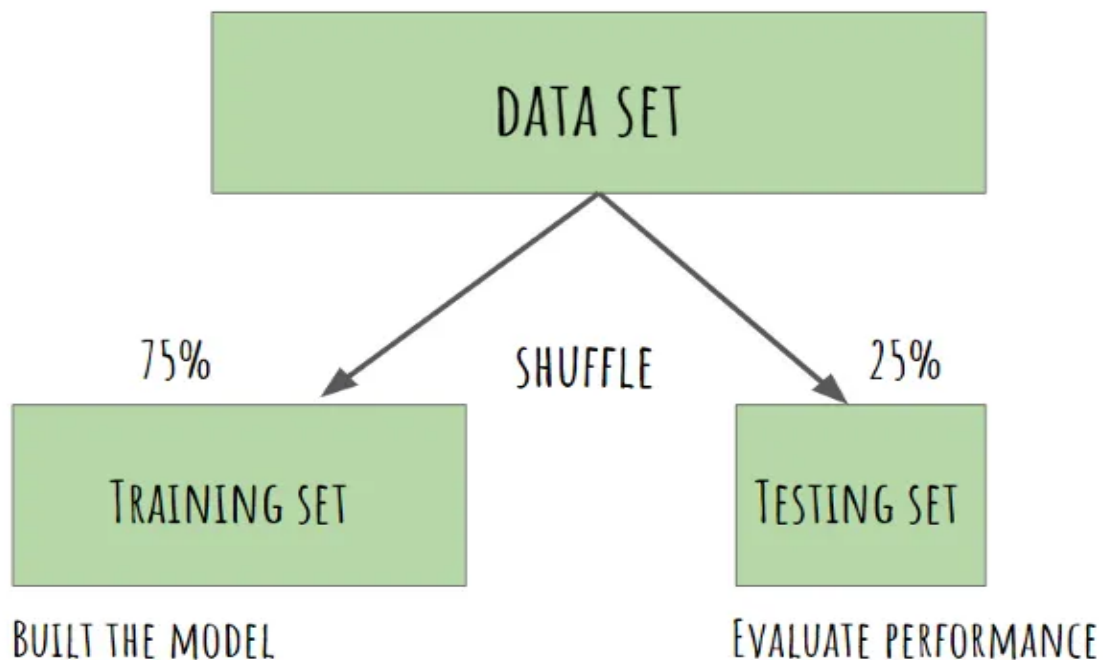 DATA SET
75%
SHUFFLE
25%
TRAINING SET
TESTING SET
BUILT THE MODEL
EVALUATE PERFORMANCE